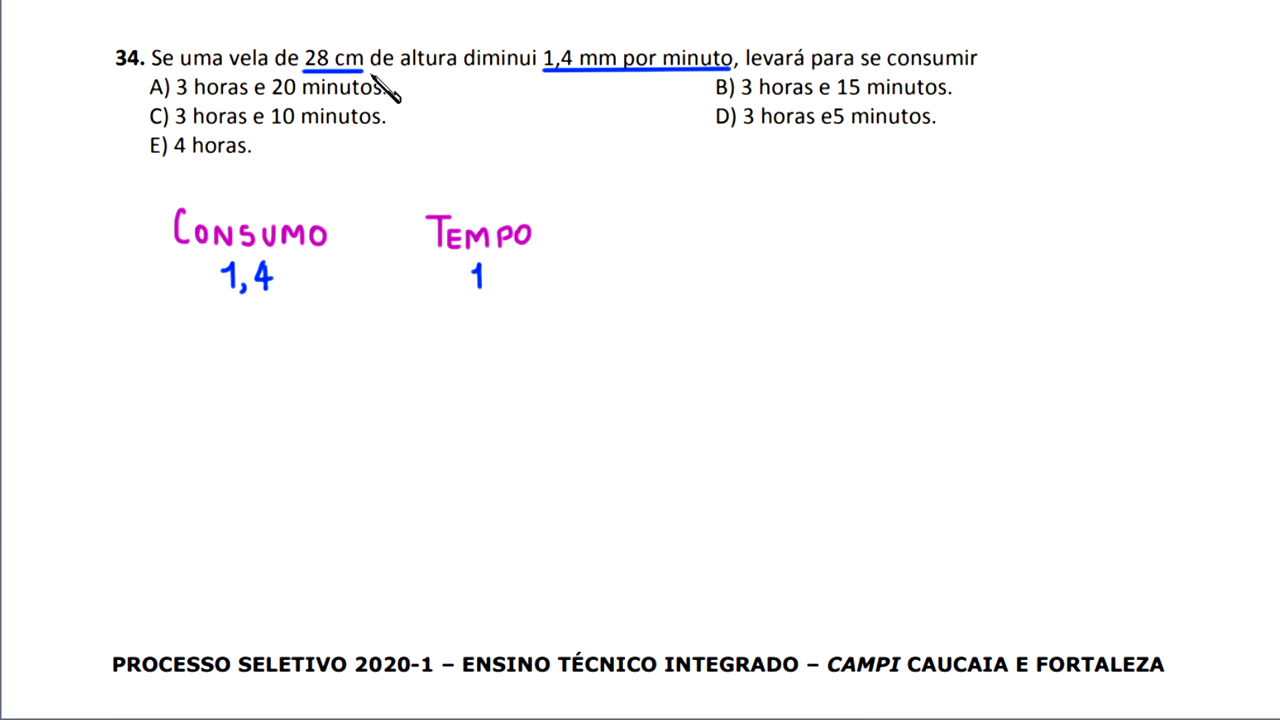 34. Se uma vela de 28 cm de altura diminui 1,4 mm por minuto, levará para se consumir
A) 3 horas e 20 minutos. B) 3 horas e 15 minutos.
C) 3 horas e 10 minutos. D) 3 horas e5 minutos.
E) 4 horas.
CONSUMO TEMPO
1,4 1
PROCESSO SELETIVO 2020-1 – ENSINO TÉCNICO INTEGRADO – CAMPI CAUCAIA E FORTALEZA